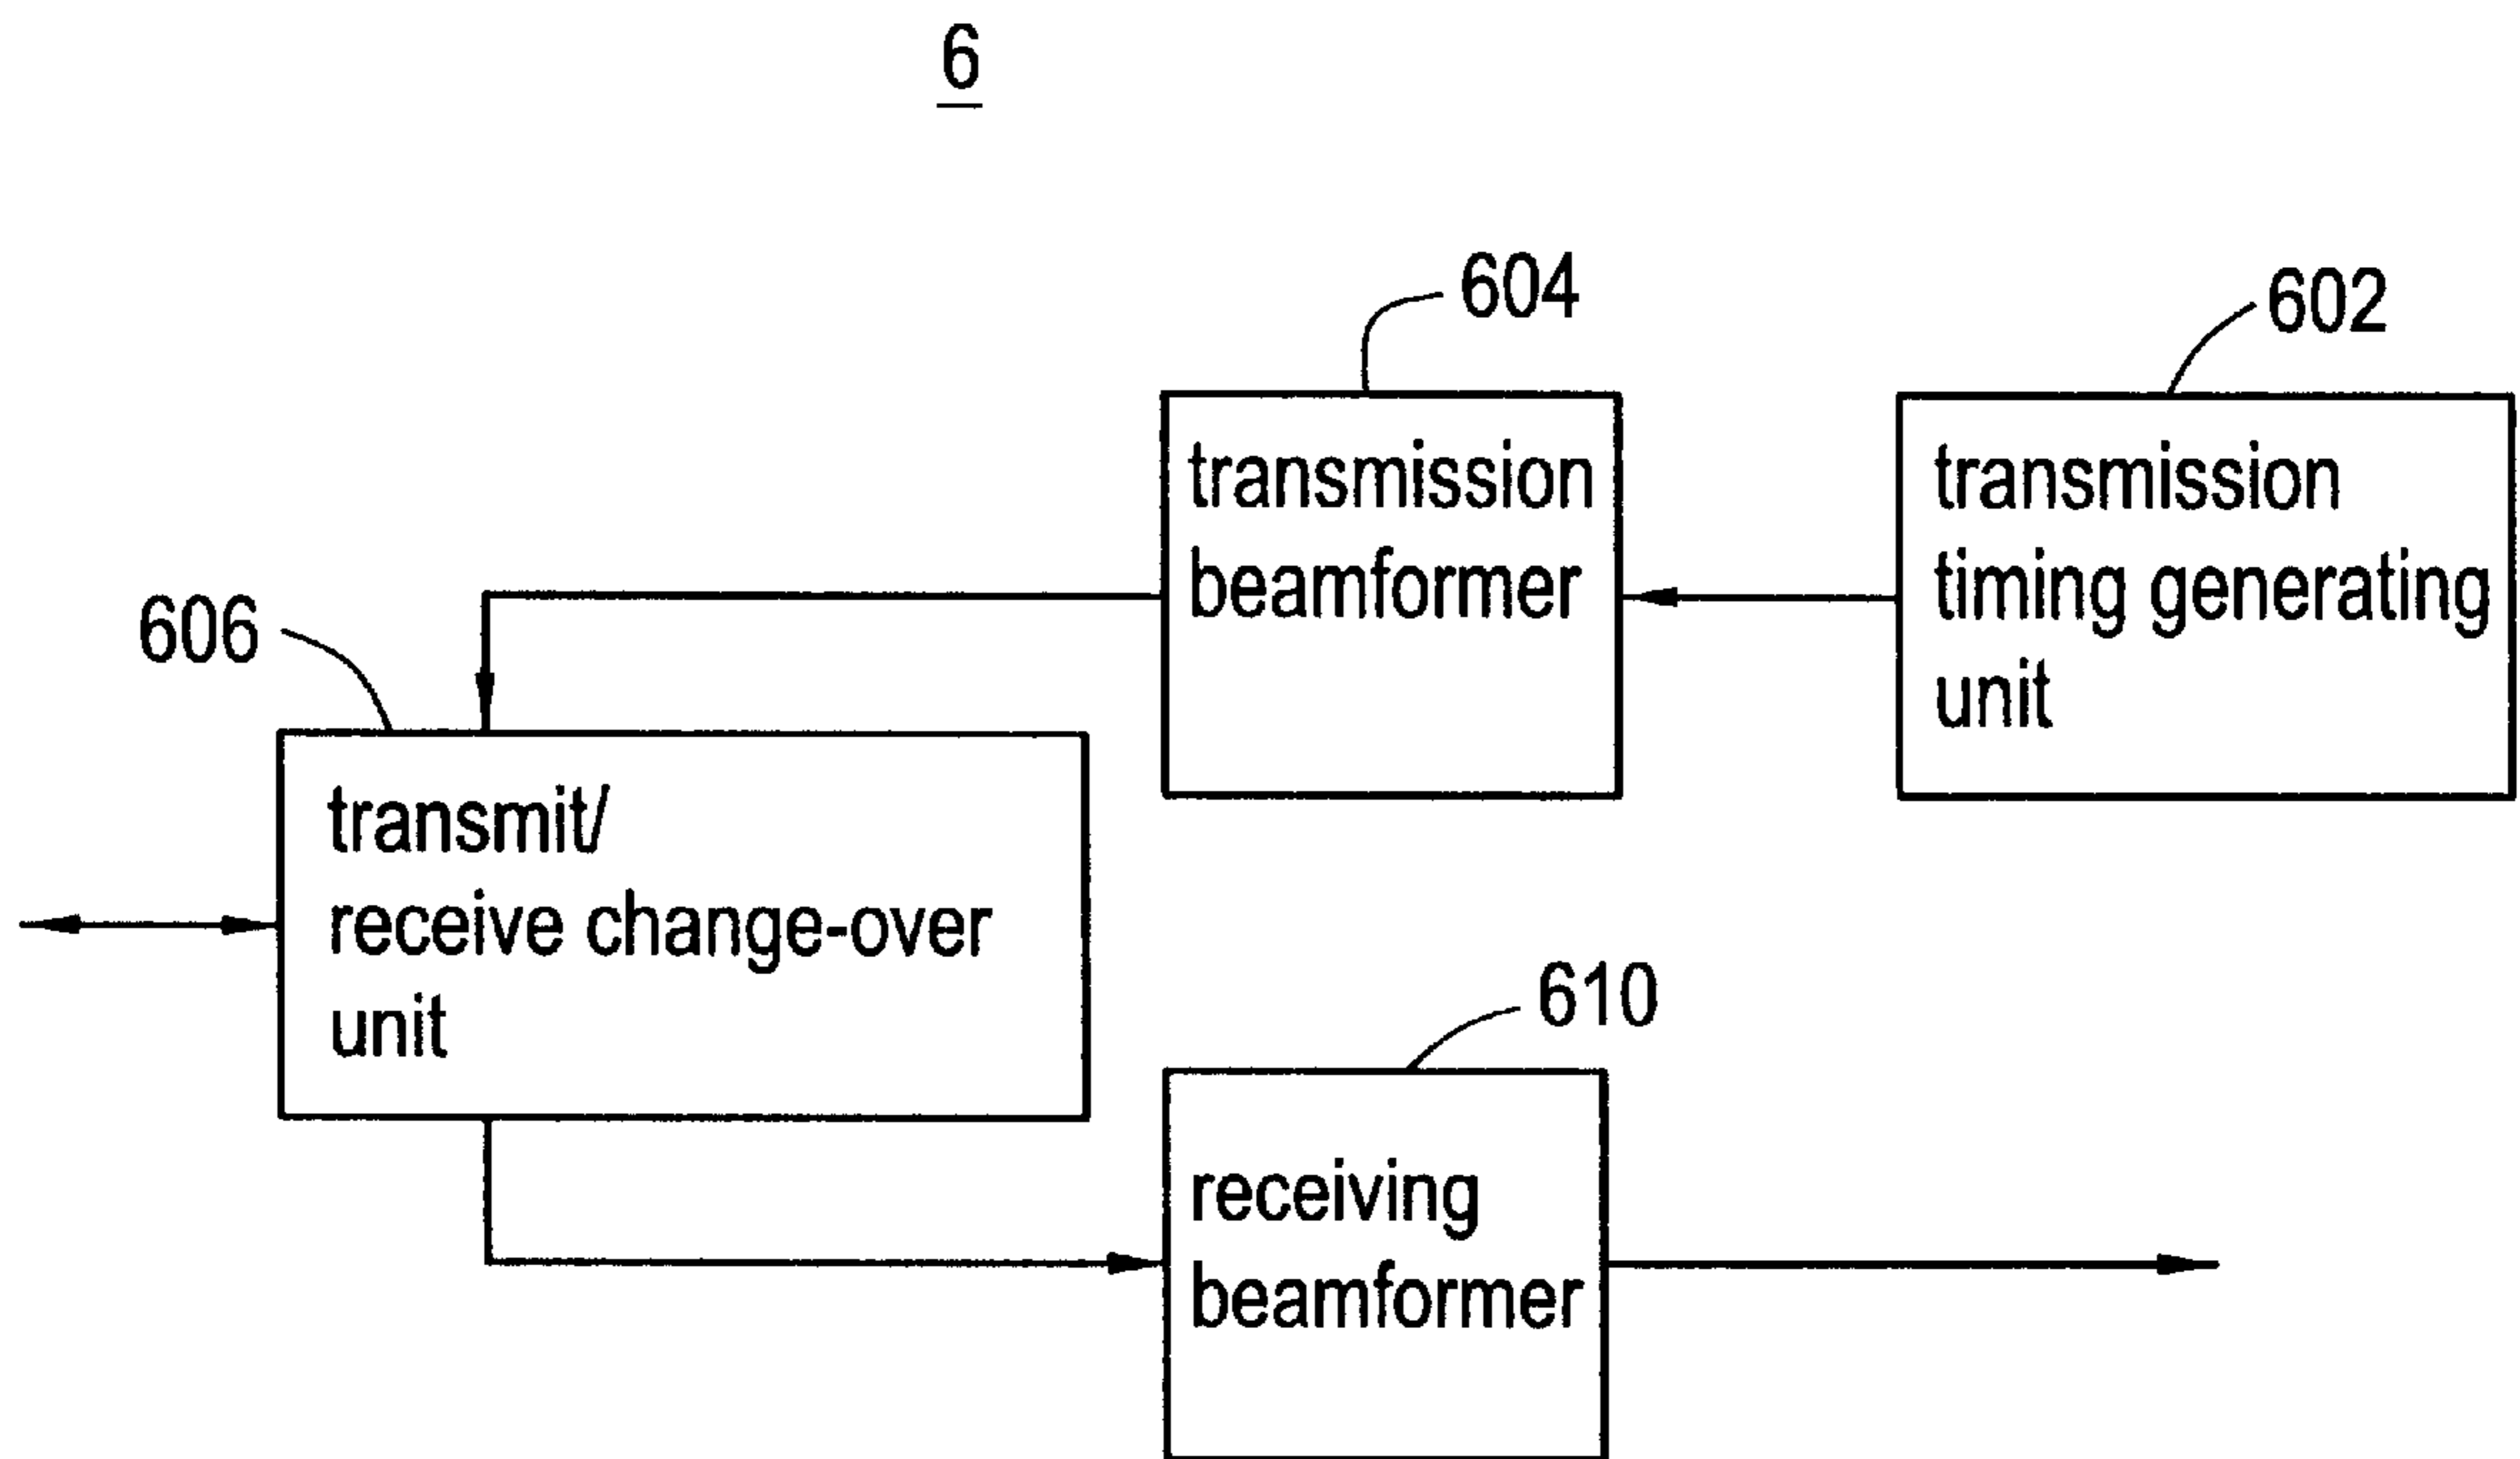 6
604
602
transmission
beamformer
transmission
timing generating
unit
606
transmit/
receive change-over
unit
610
receiving
beamformer